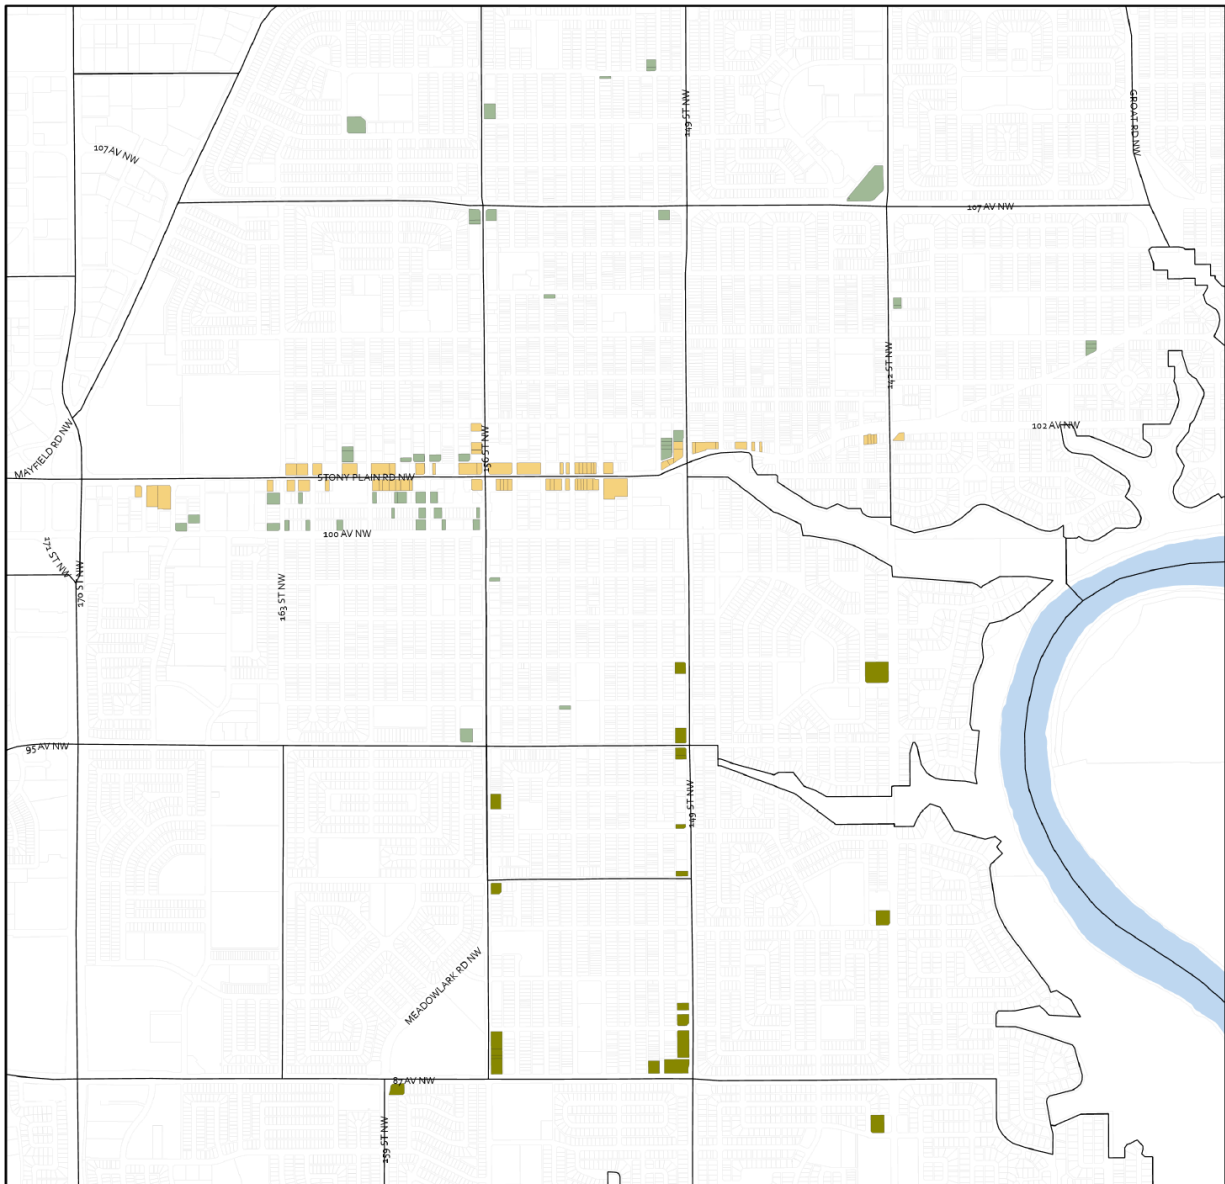 149 ST NW
GROAT RD NW
107 AV NW
107 AV NW
142 ST NW
MAYFIELD RD NW
102 AV NW
156 ST NW
STONY PLAIN RD NW
100 AV NW
171 ST NW
170 ST NW
163 ST NW
95 AV NW
149 ST NW
MEADOWLARK RD NW
87 AV NW
159 ST NW